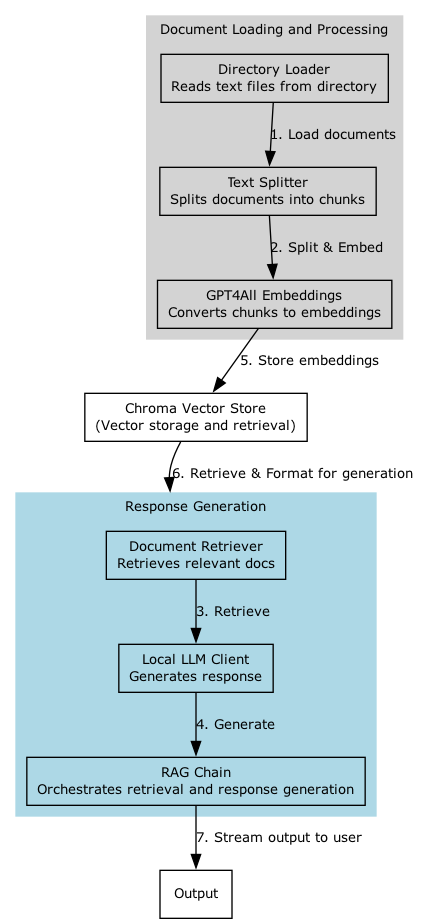 Document Loading and Processing
Directory Loader
Reads text files from directory
1. Load documents
Text Splitter
Splits documents into chunks
2. Split & Embed
GPT4All Embeddings
Converts chunks to embeddings
5. Store embeddings
Chroma Vector Store
(Vector storage and retrieval)
6. Retrieve & Format for generation
Response Generation
Document Retriever
Retrieves relevant docs
3. Retrieve
Local LLM Client
Generates response
4. Generate
RAG Chain
Orchestrates retrieval and response generation
7. Stream output to user
Output